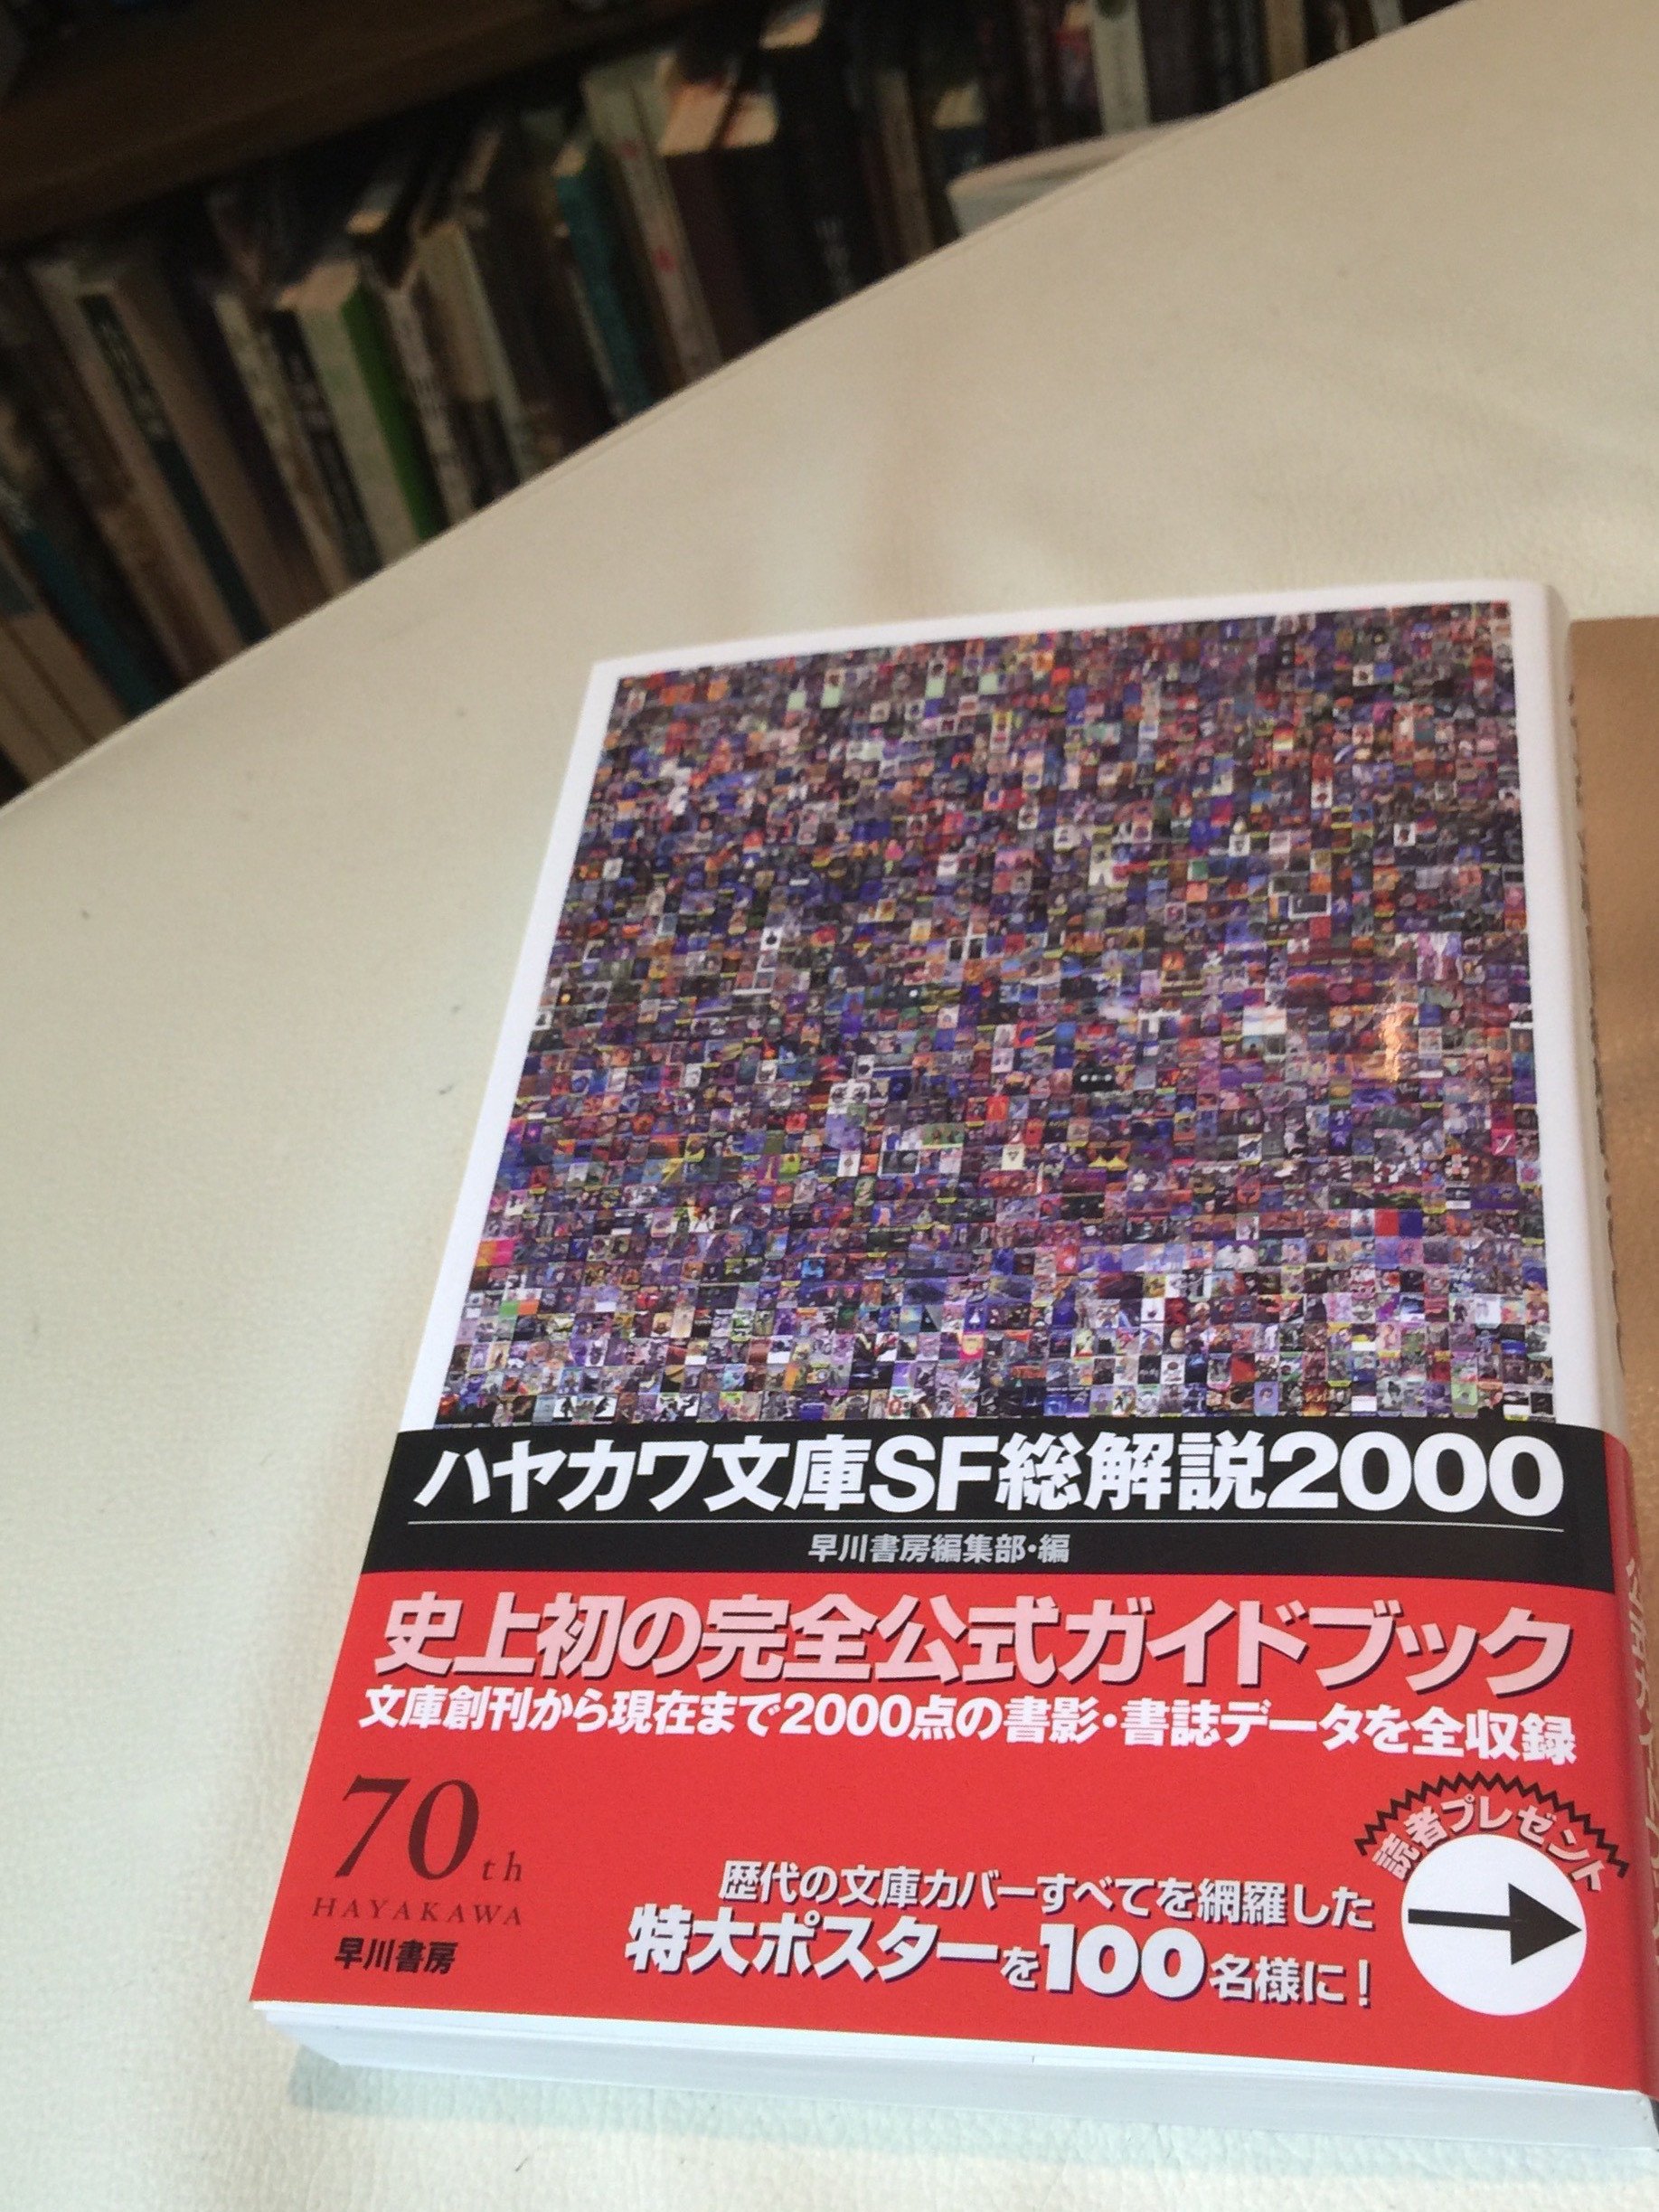 ハヤカワ文庫SF総解説2000
早川書房編集部・編
史上初の完全公式ガイドブック
文庫創刊から現在まで2000点の書影・書誌データを全収録
70th
HAYAKAWA
早川書房
読者プレゼント
歴代の文庫カバーすべてを網羅した
特大ポスターを100名様に!